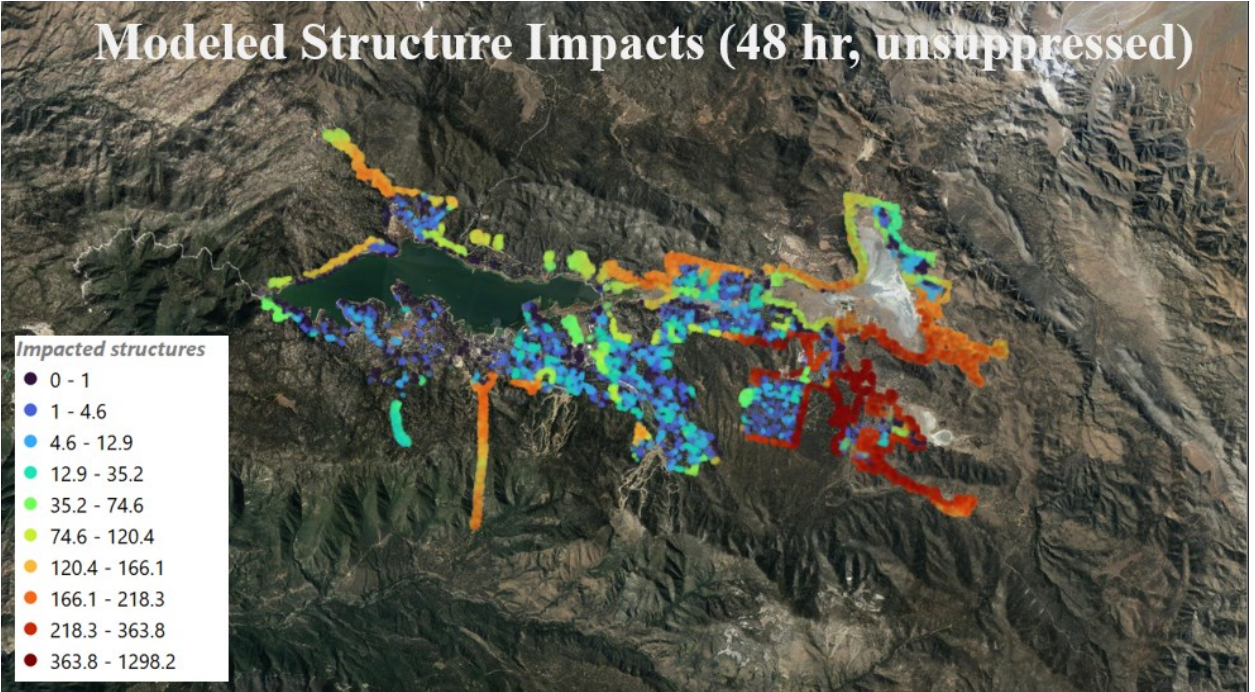 Modeled Structure Impacts (48 hr, unsuppressed)
Impacted structures
0 - 1
1 - 4.6
4.6 - 12.9
12.9 - 35.2
35.2 - 74.6
74.6 - 120.4
120.4 - 166.1
166.1 - 218.3
218.3 - 363.8
363.8 - 1298.2